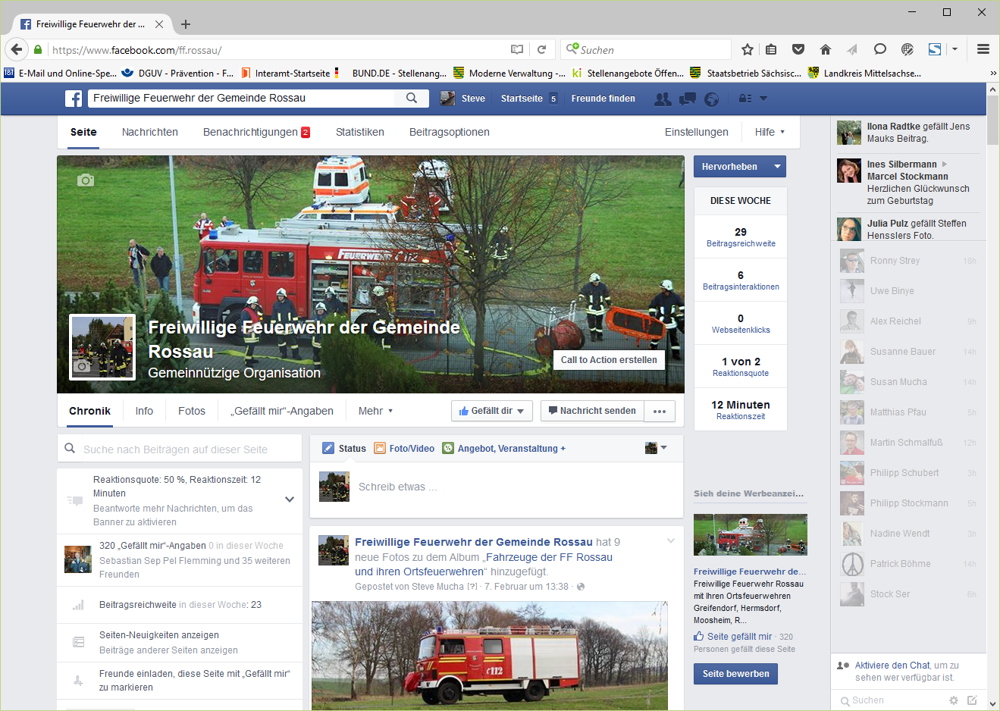 Freiwillige Feuerwehr der ...
https://www.facebook.com/ff.rossau/
Suchen
E-Mail und Online-Spe...
DGUV - Prävention - F...
Interamt-Startseite
BUND.DE - Stellenang...
Moderne Verwaltung -...
ki Stellenangebote Öffen...
Staatsbetrieb Sächsisc...
Landkreis Mittelsachse...
Freiwillige Feuerwehr der Gemeinde Rossau
Steve
Startseite 5
Freunde finden
Seite
Nachrichten
Benachrichtigungen 2
Statistiken
Beitragsoptionen
Einstellungen
Hilfe
FEUERWEHR 112
Freiwillige Feuerwehr der Gemeinde
Rossau
Gemeinnützige Organisation
Call to Action erstellen
Chronik
Info
Fotos
„Gefällt mir“-Angaben
Mehr
Gefällt dir
Nachricht senden
Suche nach Beiträgen auf dieser Seite
Reaktionsquote: 50 %, Reaktionszeit: 12
Minuten
Beantworte mehr Nachrichten, um das
Banner zu aktivieren
320 „Gefällt mir“-Angaben 0 in dieser Woche
Sebastian Sep Pel Flemming und 35 weiteren
Freunden
Beitragsreichweite in dieser Woche: 23
Seiten-Neuigkeiten anzeigen
Beiträge anderer Seiten anzeigen
Freunde einladen, diese Seite mit „Gefällt mir“
zu markieren
Status
Foto/Video
Angebot, Veranstaltung +
Schreib etwas ...
Freiwillige Feuerwehr der Gemeinde Rossau hat 9
neue Fotos zu dem Album „Fahrzeuge der FF Rossau
und ihren Ortsfeuerwehren“ hinzugefügt.
Gepostet von Steve Mucha [?] · 7. Februar um 13:38 ·
112
Hervorheben
DIESE WOCHE
29
Beitragsreichweite
6
Beitragsinteraktionen
0
Webseitenklicks
1 von 2
Reaktionsquote
12 Minuten
Reaktionszeit
Sieh deine Werbeanzei...
Freiwillige Feuerwehr de...
Freiwillige Feuerwehr Rossau
mit Ihren Ortsfeuerwehren
Greifendorf, Hermsdorf,
Moosheim, R...
Seite gefällt mir · 320
Personen gefällt diese Seite
Seite bewerben
Ilona Radtke gefällt Jens
Mauks Beitrag.
Ines Silbermann
Marcel Stockmann
Herzlichen Glückwunsch
zum Geburtstag
Julia Pulz gefällt Steffen
Hensslers Foto.
Ronny Strey 18h
Uwe Binye
Alex Reichel 9h
Susanne Bauer 14h
Susan Mucha 14h
Matthias Pfau 5h
Martin Schmalfuß 12h
Philipp Schubert 3h
Philipp Stockmann 5h
Nadine Wendt 3h
Patrick Böhme 14h
Stock Ser 6h
Aktiviere den Chat, um zu
sehen wer verfügbar ist.
Suchen